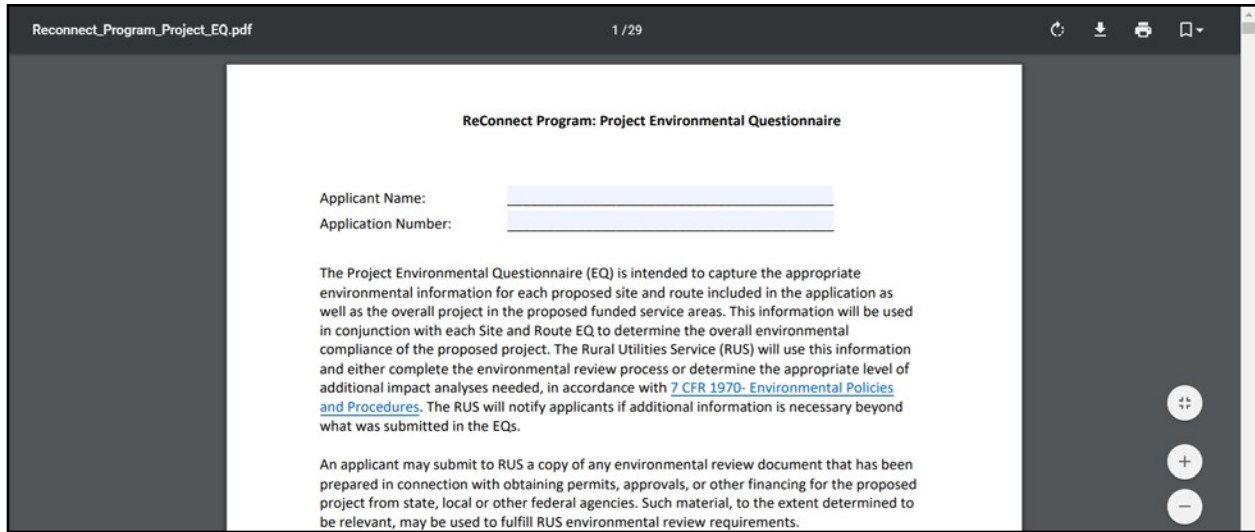 Reconnect_Program_Project_EQ.pdf
1 / 29
ReConnect Program: Project Environmental Questionnaire
Applicant Name:
Application Number:
The Project Environmental Questionnaire (EQ) is intended to capture the appropriate
environmental information for each proposed site and route included in the application as
well as the overall project in the proposed funded service areas. This information will be used
in conjunction with each Site and Route EQ to determine the overall environmental
compliance of the proposed project. The Rural Utilities Service (RUS) will use this information
and either complete the environmental review process or determine the appropriate level of
additional impact analyses needed, in accordance with 7 CFR 1970- Environmental Policies
and Procedures. The RUS will notify applicants if additional information is necessary beyond
what was submitted in the EQs.
An applicant may submit to RUS a copy of any environmental review document that has been
prepared in connection with obtaining permits, approvals, or other financing for the proposed
project from state, local or other federal agencies. Such material, to the extent determined to
be relevant, may be used to fulfill RUS environmental review requirements.